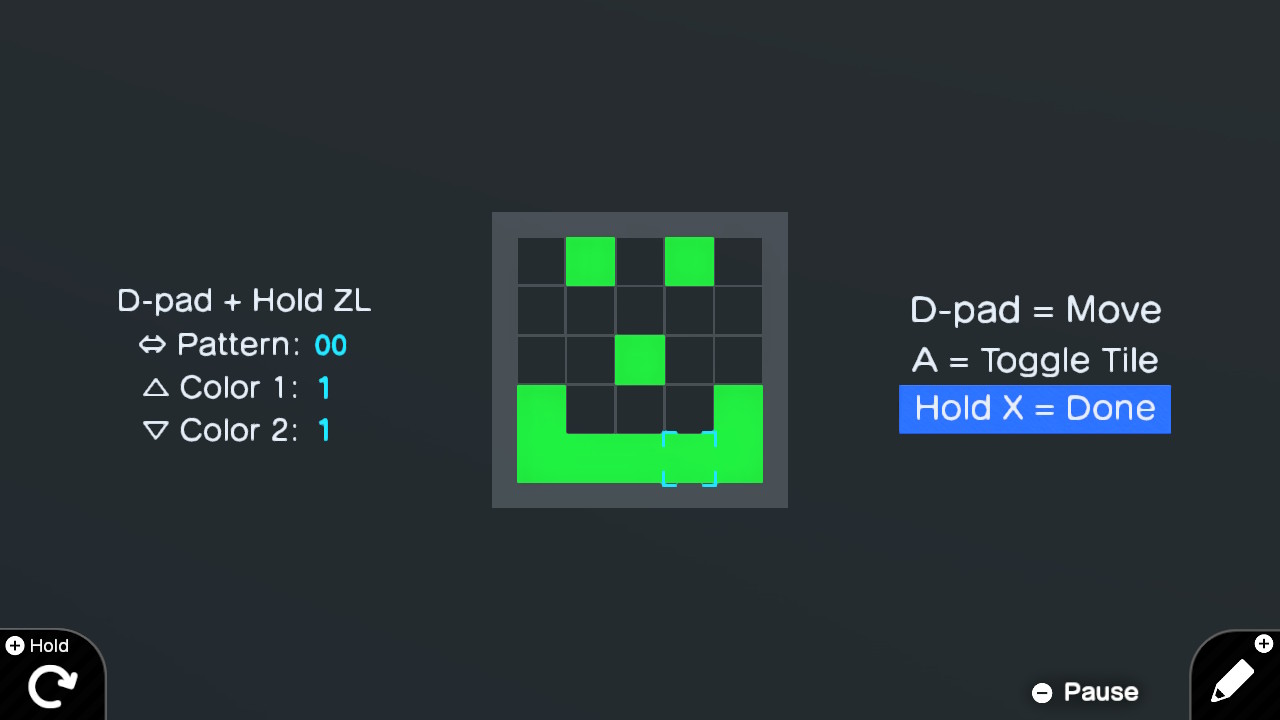 D-pad + Hold ZL
⇔ Pattern: 00
△ Color 1: 1
▽ Color 2: 1
D-pad = Move
A = Toggle Tile
Hold X = Done
Hold
Pause